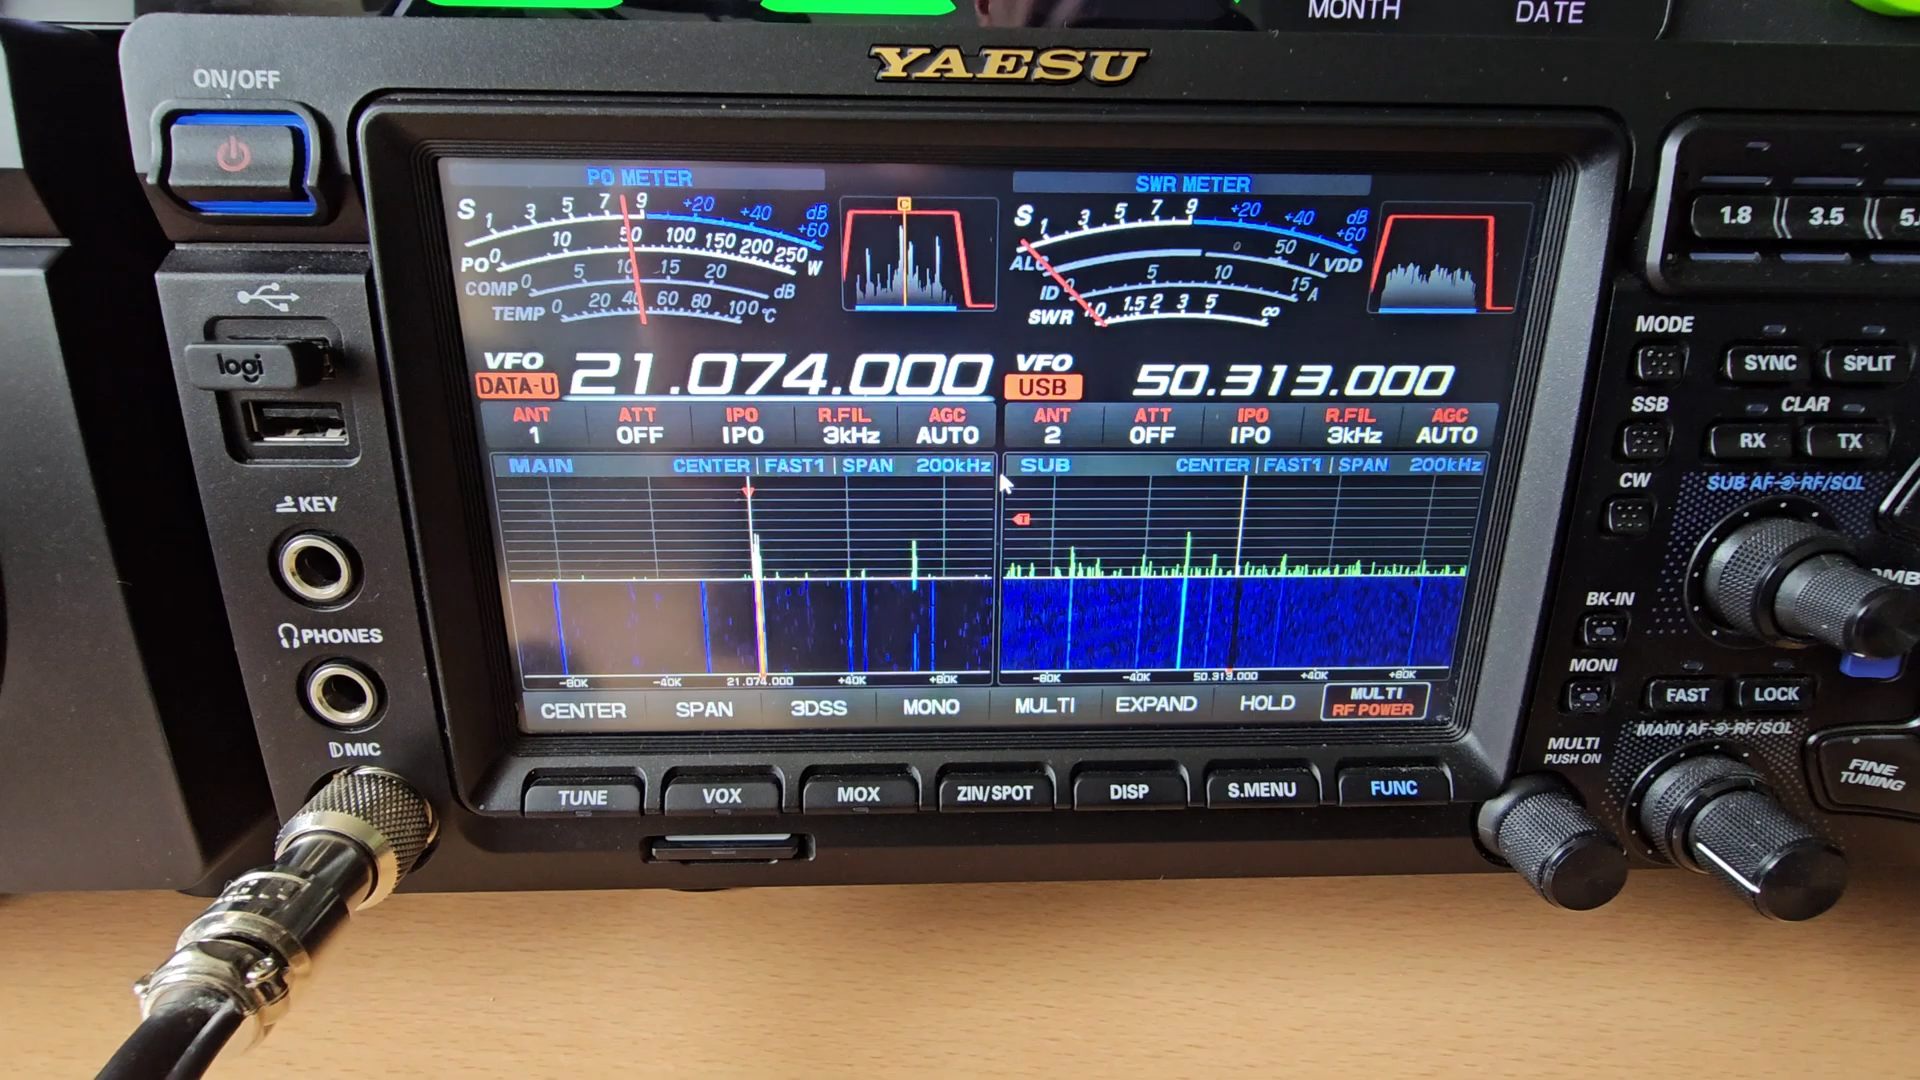 MONTH DATE
YAESU
ON/OFF
PO METER
SWR METER
S 1 3 5 7 9 +20 +40 +60 dB
PO 0 10 50 100 150 200 250 W
COMP 0 5 10 15 20 dB
TEMP 0 20 40 60 80 100 °C
C
S 1 3 5 7 9 +20 +40 +60 dB
ALC 0 50 V VDD
ID 0 5 10 15 A
SWR 1.0 1.5 2 3 5 ∞
1.8 3.5 5.
logi
VFO
DATA-U
21.074.000
VFO
USB
50.313.000
ANT ATT IPO R.FIL AGC
1 OFF IPO 3kHz AUTO
ANT ATT IPO R.FIL AGC
2 OFF IPO 3kHz AUTO
MAIN CENTER | FAST1 | SPAN 200kHz
SUB CENTER | FAST1 | SPAN 200kHz
-80K -40K 21.074.000 +40K +80K
-80K -40K 50.313.000 +40K +80K
CENTER SPAN 3DSS MONO MULTI EXPAND HOLD MULTI
RF POWER
MODE
SYNC SPLIT
SSB
CLAR
RX TX
CW
SUB AF RF/SQL
BK-IN
MONI
FAST LOCK
MAIN AF RF/SQL
MULTI
PUSH ON
FINE
TUNING
KEY
PHONES
MIC
TUNE VOX MOX ZIN/SPOT DISP S.MENU FUNC